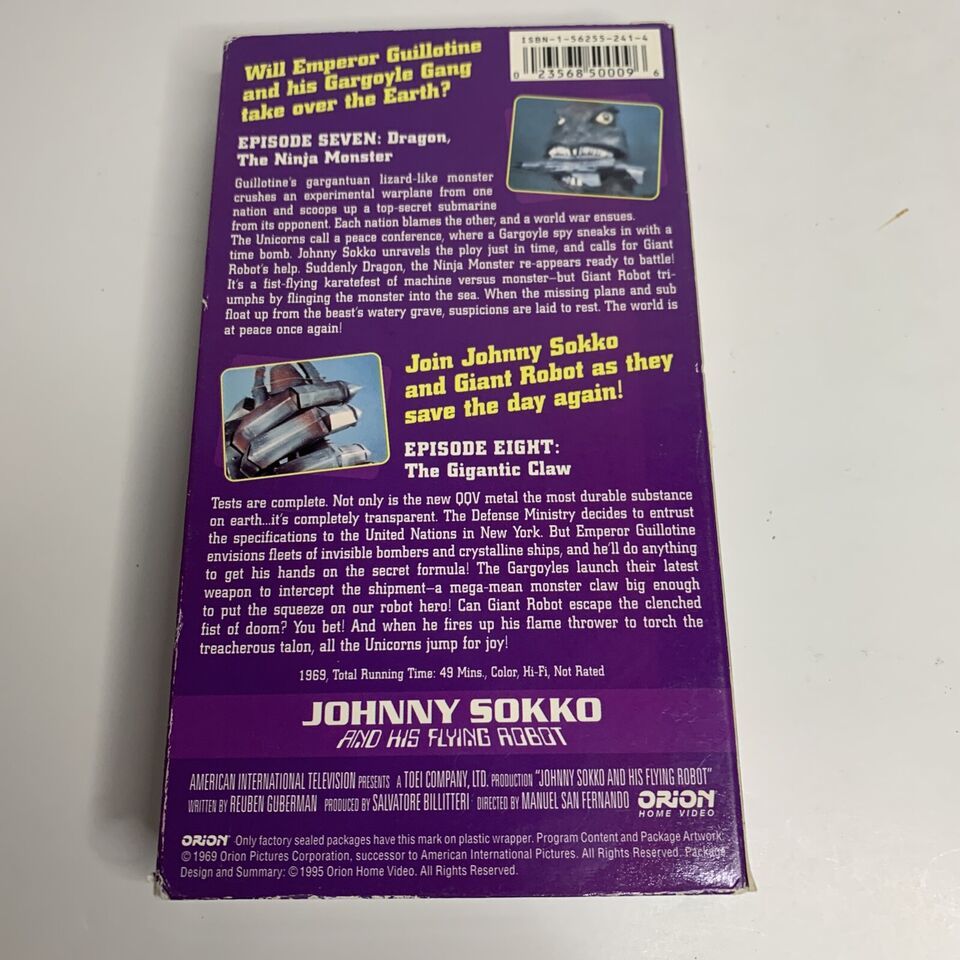 ISBN-1-56255-241-4
0 23568 50009 6
Will Emperor Guillotine
and his Gargoyle Gang
take over the Earth?
EPISODE SEVEN: Dragon,
The Ninja Monster
Guillotine's gargantuan lizard-like monster
crushes an experimental warplane from one
nation and scoops up a top-secret submarine
from its opponent. Each nation blames the other, and a world war ensues.
The Unicorns call a peace conference, where a Gargoyle spy sneaks in with a
time bomb. Johnny Sokko unravels the ploy just in time, and calls for Giant
Robot's help. Suddenly Dragon, the Ninja Monster re-appears ready to battle!
It's a fist-flying karatefest of machine versus monster–but Giant Robot tri-
umphs by flinging the monster into the sea. When the missing plane and sub
float up from the beast's watery grave, suspicions are laid to rest. The world is
at peace once again!
Join Johnny Sokko
and Giant Robot as they
save the day again!
EPISODE EIGHT:
The Gigantic Claw
Tests are complete. Not only is the new QQV metal the most durable substance
on earth...it's completely transparent. The Defense Ministry decides to entrust
the specifications to the United Nations in New York. But Emperor Guillotine
envisions fleets of invisible bombers and crystalline ships, and he'll do anything
to get his hands on the secret formula! The Gargoyles launch their latest
weapon to intercept the shipment–a mega-mean monster claw big enough
to put the squeeze on our robot hero! Can Giant Robot escape the clenched
fist of doom? You bet! And when he fires up his flame thrower to torch the
treacherous talon, all the Unicorns jump for joy!
1969, Total Running Time: 49 Mins., Color, Hi-Fi, Not Rated
JOHNNY SOKKO
AND HIS FLYING ROBOT
AMERICAN INTERNATIONAL TELEVISION PRESENTS A TOEI COMPANY, LTD. PRODUCTION "JOHNNY SOKKO AND HIS FLYING ROBOT"
WRITTEN BY REUBEN GUBERMAN PRODUCED BY SALVATORE BILLITTERI DIRECTED BY MANUEL SAN FERNANDO
ORION
HOME VIDEO
ORION Only factory sealed packages have this mark on plastic wrapper. Program Content and Package Artwork:
©1969 Orion Pictures Corporation, successor to American International Pictures. All Rights Reserved. Package
Design and Summary: ©1995 Orion Home Video. All Rights Reserved.